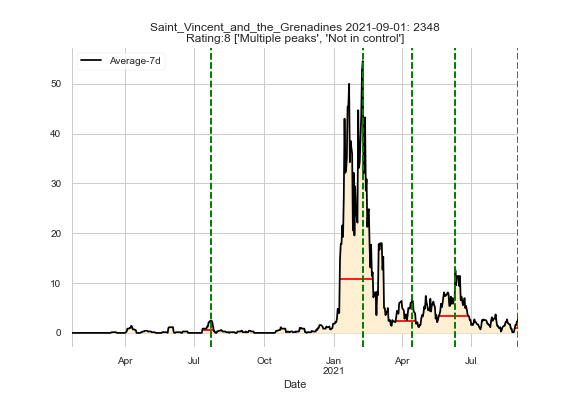 Saint_Vincent_and_the_Grenadines 2021-09-01: 2348
Rating:8 ['Multiple peaks', 'Not in control']
Average-7d
50
40
30
20
10
0
Apr Jul Oct Jan Apr Jul
2021
Date